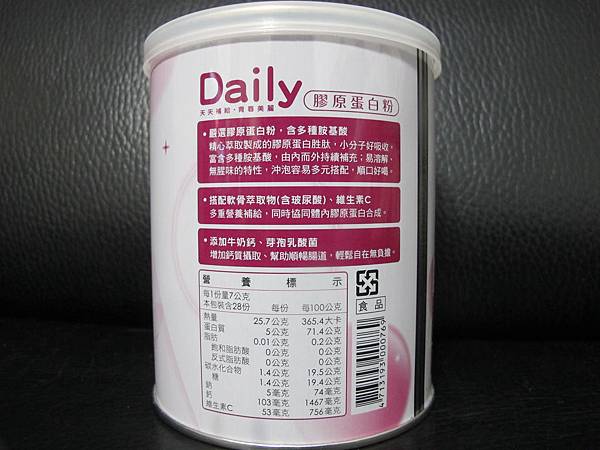 Daily
天天補給・青春美麗
膠原蛋白粉
• 嚴選膠原蛋白粉，含多種胺基酸
精心萃取製成的膠原蛋白胜肽，小分子好吸收。
富含多種胺基酸，由內而外持續補充；易溶解、
無腥味的特性，沖泡容易多元搭配，順口好喝。
• 搭配軟骨萃取物(含玻尿酸)、維生素C
多重營養補給，同時協同體內膠原蛋白合成。
• 添加牛奶鈣、芽孢乳酸菌
增加鈣質攝取、幫助順暢腸道，輕鬆自在無負擔。
營養標示
每1份量7公克
本包裝含28份 每份 每100公克
熱量 25.7公克 365.4大卡
蛋白質 5公克 71.4公克
脂肪 0.01公克 0.2公克
飽和脂肪酸 0公克 0公克
反式脂肪酸 0公克 0公克
碳水化合物 1.4公克 19.5公克
糖 1.4公克 19.4公克
鈉 5毫克 74毫克
鈣 103毫克 1467毫克
維生素C 53毫克 756毫克
食品
4713193000769